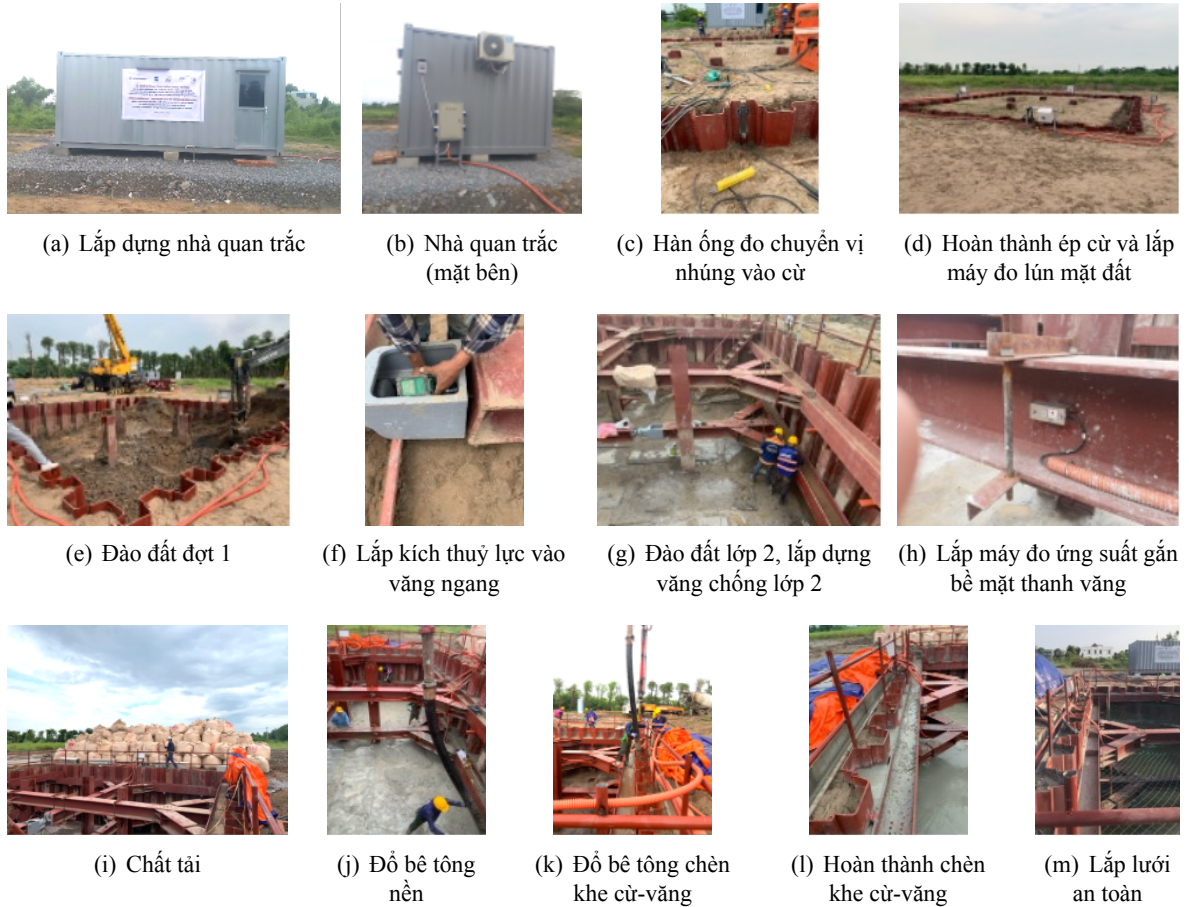 (a) Lắp dựng nhà quan trắc
(b) Nhà quan trắc
(mặt bên)
(c) Hàn ống đo chuyển vị
nhúng vào cừ
(d) Hoàn thành ép cừ và lắp
máy đo lún mặt đất
(e) Đào đất đợt 1
(f) Lắp kích thuỷ lực vào
văng ngang
(g) Đào đất lớp 2, lắp dựng
văng chống lớp 2
(h) Lắp máy đo ứng suất gắn
bề mặt thanh văng
(i) Chất tải
(j) Đổ bê tông
nền
(k) Đổ bê tông chèn
khe cừ-văng
(l) Hoàn thành chèn
khe cừ-văng
(m) Lắp lưới
an toàn